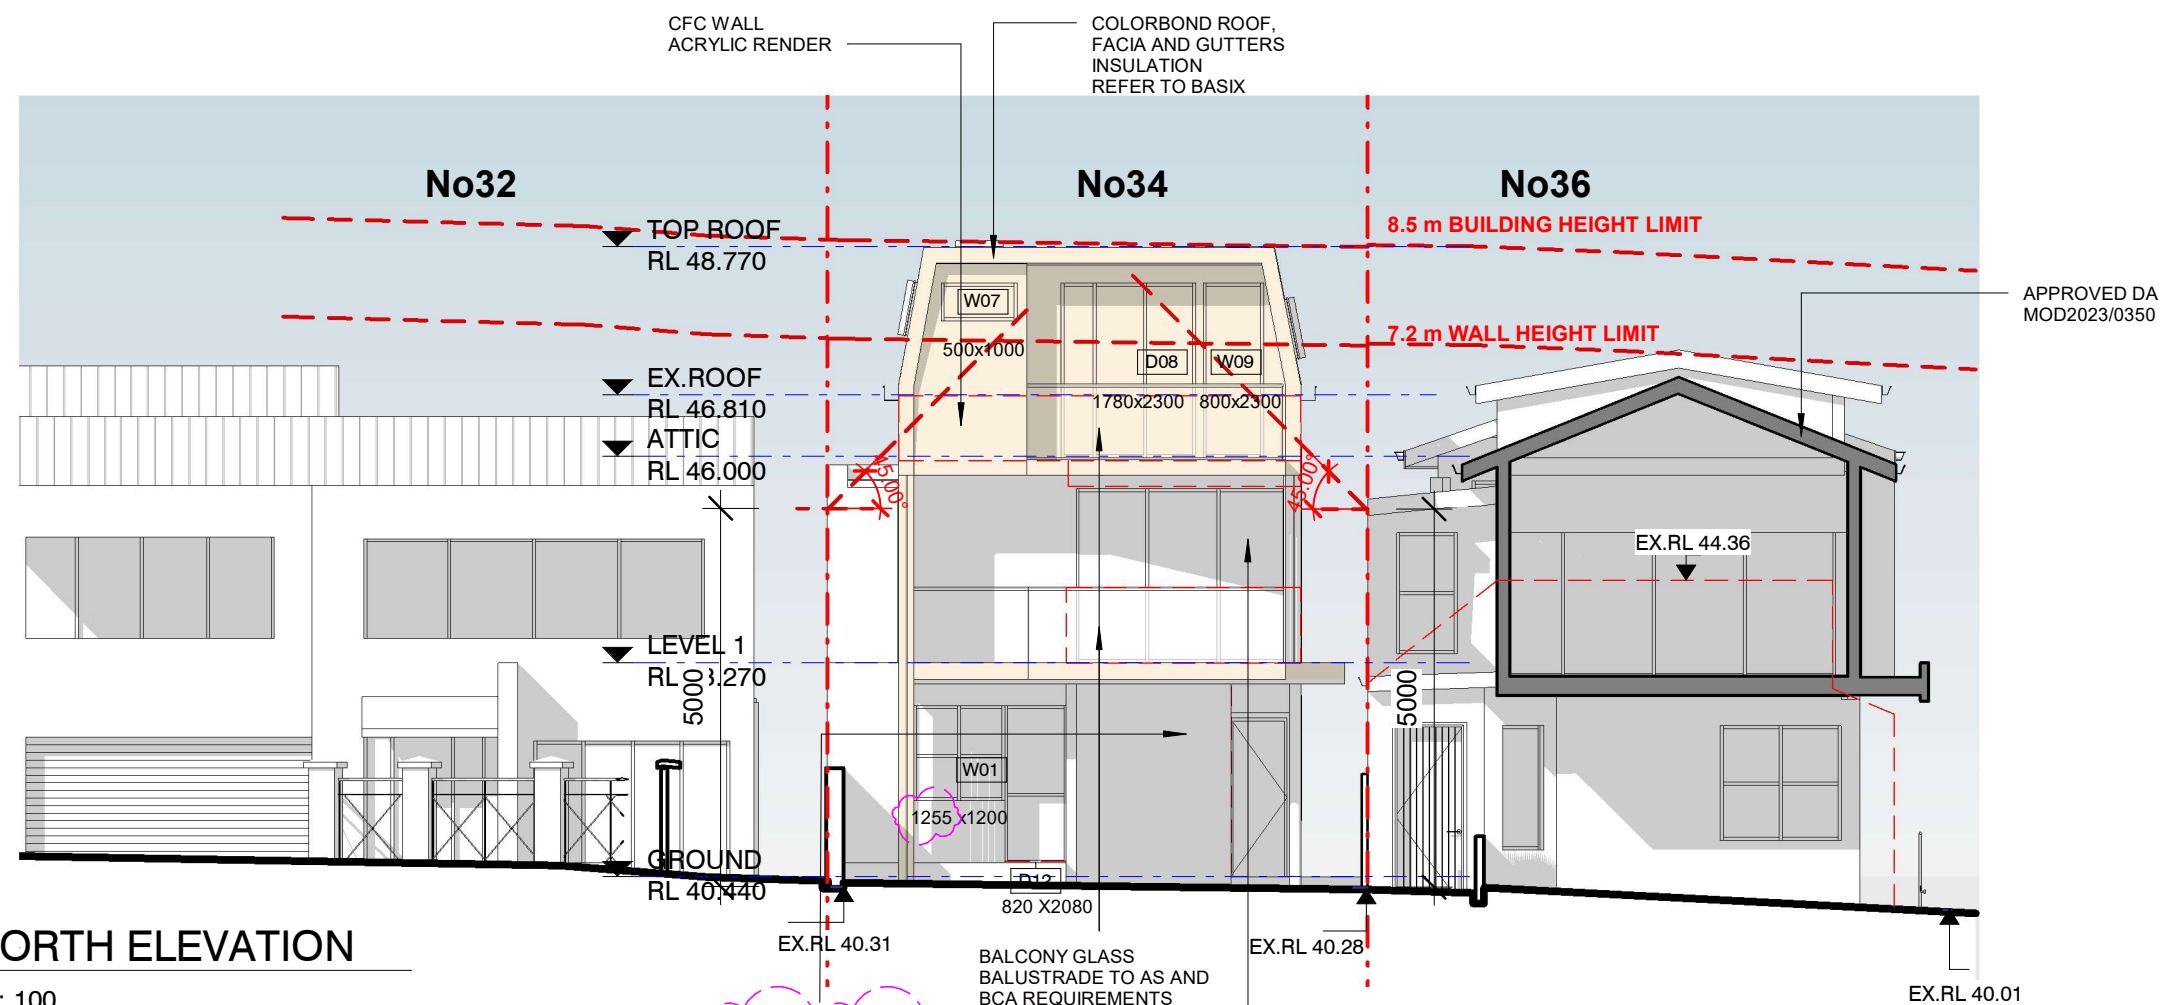 CFC WALL
ACRYLIC RENDER
COLORBOND ROOF,
FACIA AND GUTTERS
INSULATION
REFER TO BASIX
No32
No34
No36
TOP ROOF
RL 48.770
8.5 m BUILDING HEIGHT LIMIT
APPROVED DA
MOD2023/0350
7.2 m WALL HEIGHT LIMIT
W07
500x1000
D08
W09
1780x2300
800x2300
EX.ROOF
RL 46.810
ATTIC
RL 46.000
45.00°
45.00°
EX.RL 44.36
LEVEL 1
RL 3.270
5000
5000
W01
1255 x1200
GROUND
RL 40.440
D12
820 X2080
EX.RL 40.31
EX.RL 40.28
EX.RL 40.01
ORTH ELEVATION
: 100
BALCONY GLASS
BALUSTRADE TO AS AND
BCA REQUIREMENTS